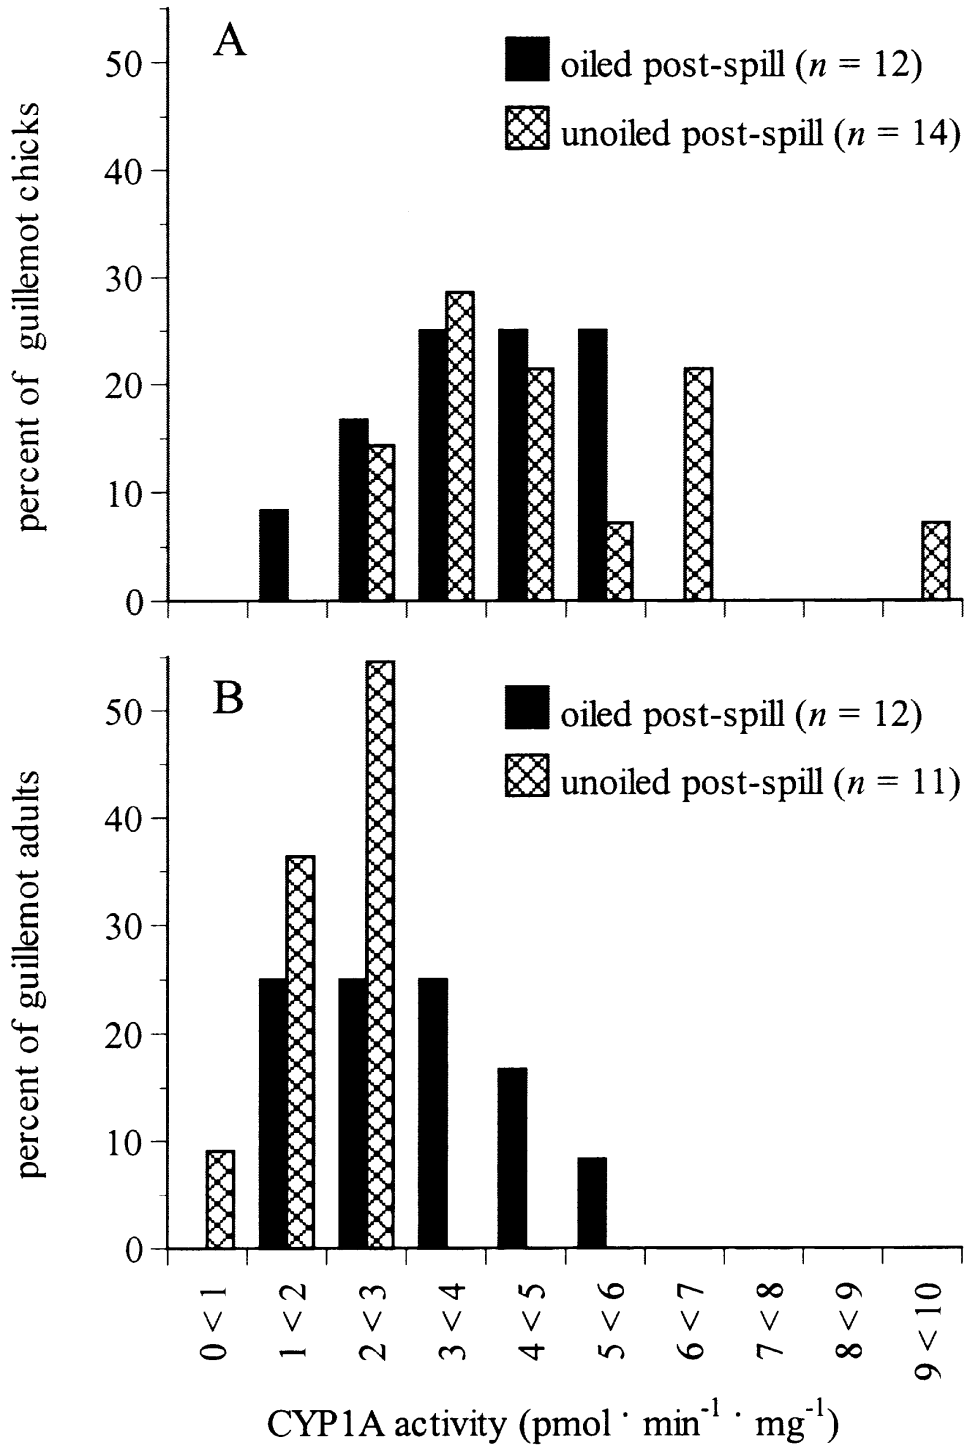 A
oiled post-spill (n = 12)
unoiled post-spill (n = 14)
percent of guillemot chicks
50
40
30
20
10
0
B
oiled post-spill (n = 12)
unoiled post-spill (n = 11)
percent of guillemot adults
50
40
30
20
10
0
0 < 1
1 < 2
2 < 3
3 < 4
4 < 5
5 < 6
6 < 7
7 < 8
8 < 9
9 < 10
CYP1A activity (pmol · min⁻¹ · mg⁻¹)